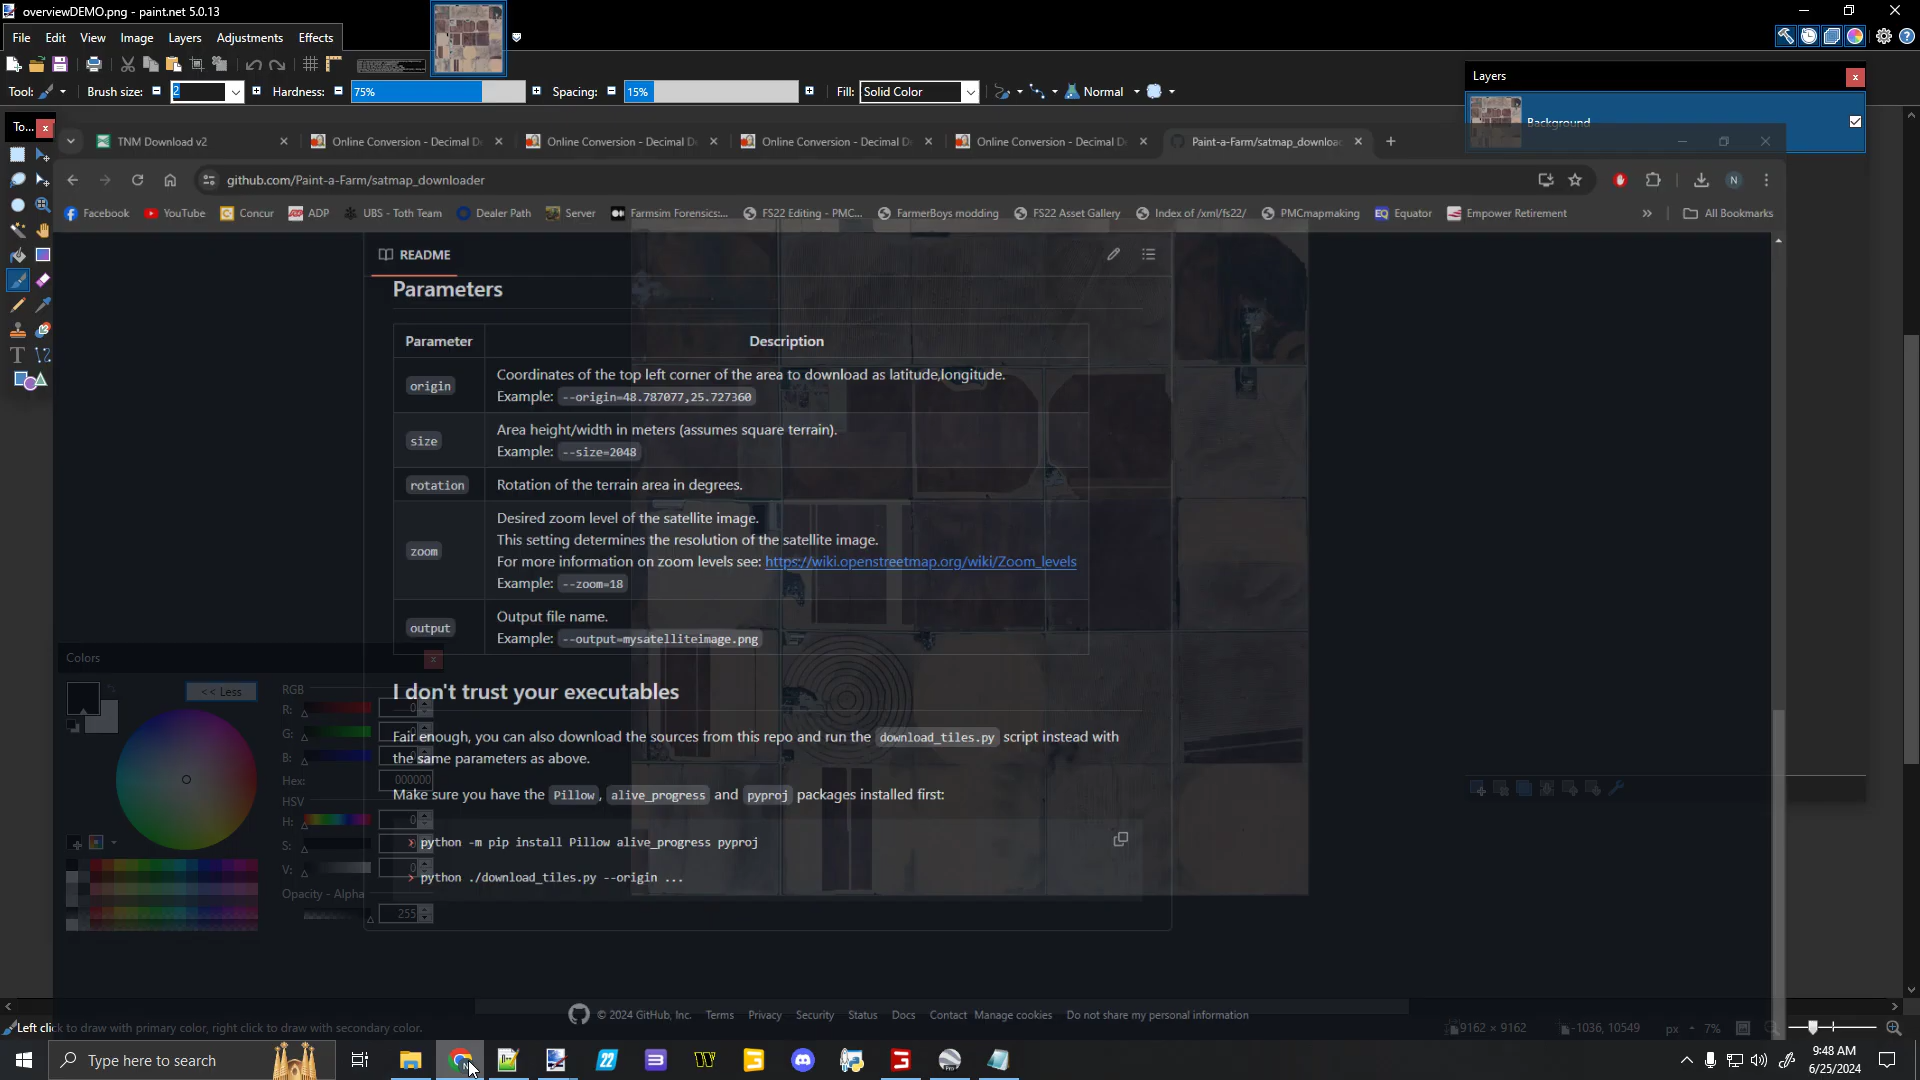 overviewDEMO.png - paint.net 5.0.13
File Edit View Image Layers Adjustments Effects
Tool: Brush size: 2 Hardness: 75% Spacing: 15% Fill: Solid Color Normal
Layers
Background
To...
TNM Download v2
Online Conversion - Decimal D
Online Conversion - Decimal D
Online Conversion - Decimal D
Online Conversion - Decimal D
Paint-a-Farm/satmap_downloa
github.com/Paint-a-Farm/satmap_downloader
N
Facebook YouTube Concur ADP UBS - Toth Team Dealer Path Server Farmsim Forensics:... FS22 Editing - PMC... FarmerBoys modding FS22 Asset Gallery Index of /xml/fs22/ PMCmapmaking EQ Equator Empower Retirement » All Bookmarks
README
Parameters
Parameter Description
origin
Coordinates of the top left corner of the area to download as latitude,longitude.
Example: --origin=48.787077,25.727360
size
Area height/width in meters (assumes square terrain).
Example: --size=2048
rotation Rotation of the terrain area in degrees.
zoom
Desired zoom level of the satellite image.
This setting determines the resolution of the satellite image.
For more information on zoom levels see: https://wiki.openstreetmap.org/wiki/Zoom_levels
Example: --zoom=18
output
Output file name.
Example: --output=mysatelliteimage.png
I don't trust your executables
Fair enough, you can also download the sources from this repo and run the download_tiles.py script instead with
the same parameters as above.
Make sure you have the Pillow, alive_progress and pyproj packages installed first:
> python -m pip install Pillow alive_progress pyproj
> python ./download_tiles.py --origin ...
Colors
<< Less
RGB
R: 0
G: 0
B: 0
Hex: 000000
HSV
H: 0
S: 0
V: 0
Opacity - Alpha
255
© 2024 GitHub, Inc. Terms Privacy Security Status Docs Contact Manage cookies Do not share my personal information
Left click to draw with primary color, right click to draw with secondary color.
9162 × 9162 -1036, 10549 px 7%
Type here to search
22
9:48 AM
6/25/2024